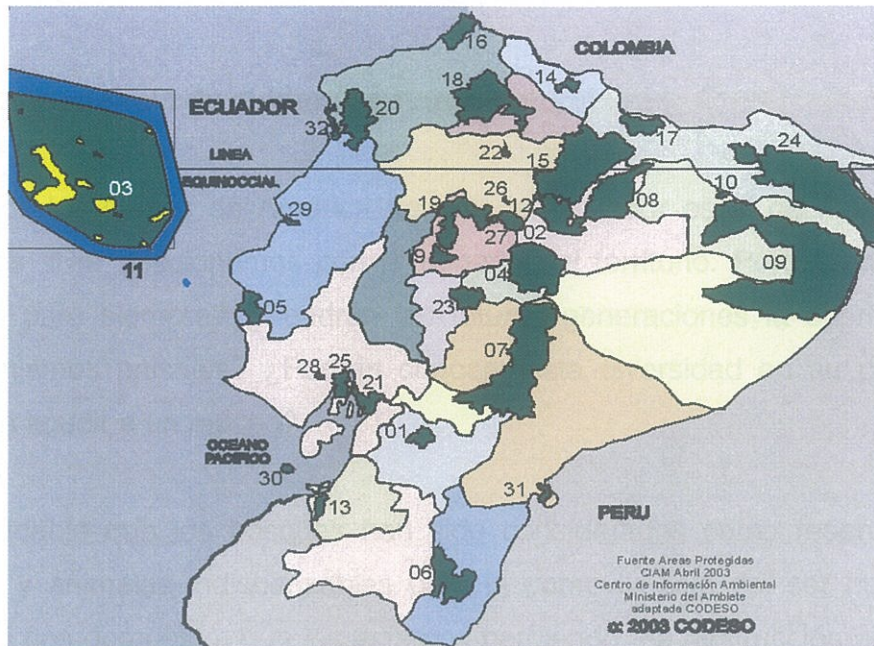 16
COLOMBIA
18
14
ECUADOR
20
17
32
24
LINEA
22
15
EQUINOCCIAL
03
10
08
26
19
12
29
27
02
09
11
19
04
05
23
07
28
25
21
01
OCEANO
PACIFICO
30
13
31
PERU
06
Fuente Areas Protegidas
CIAM Abril 2003
Centro de Información Ambiental
Ministerio del Ambiete
adaptada CODESO
α: 2003 CODESO